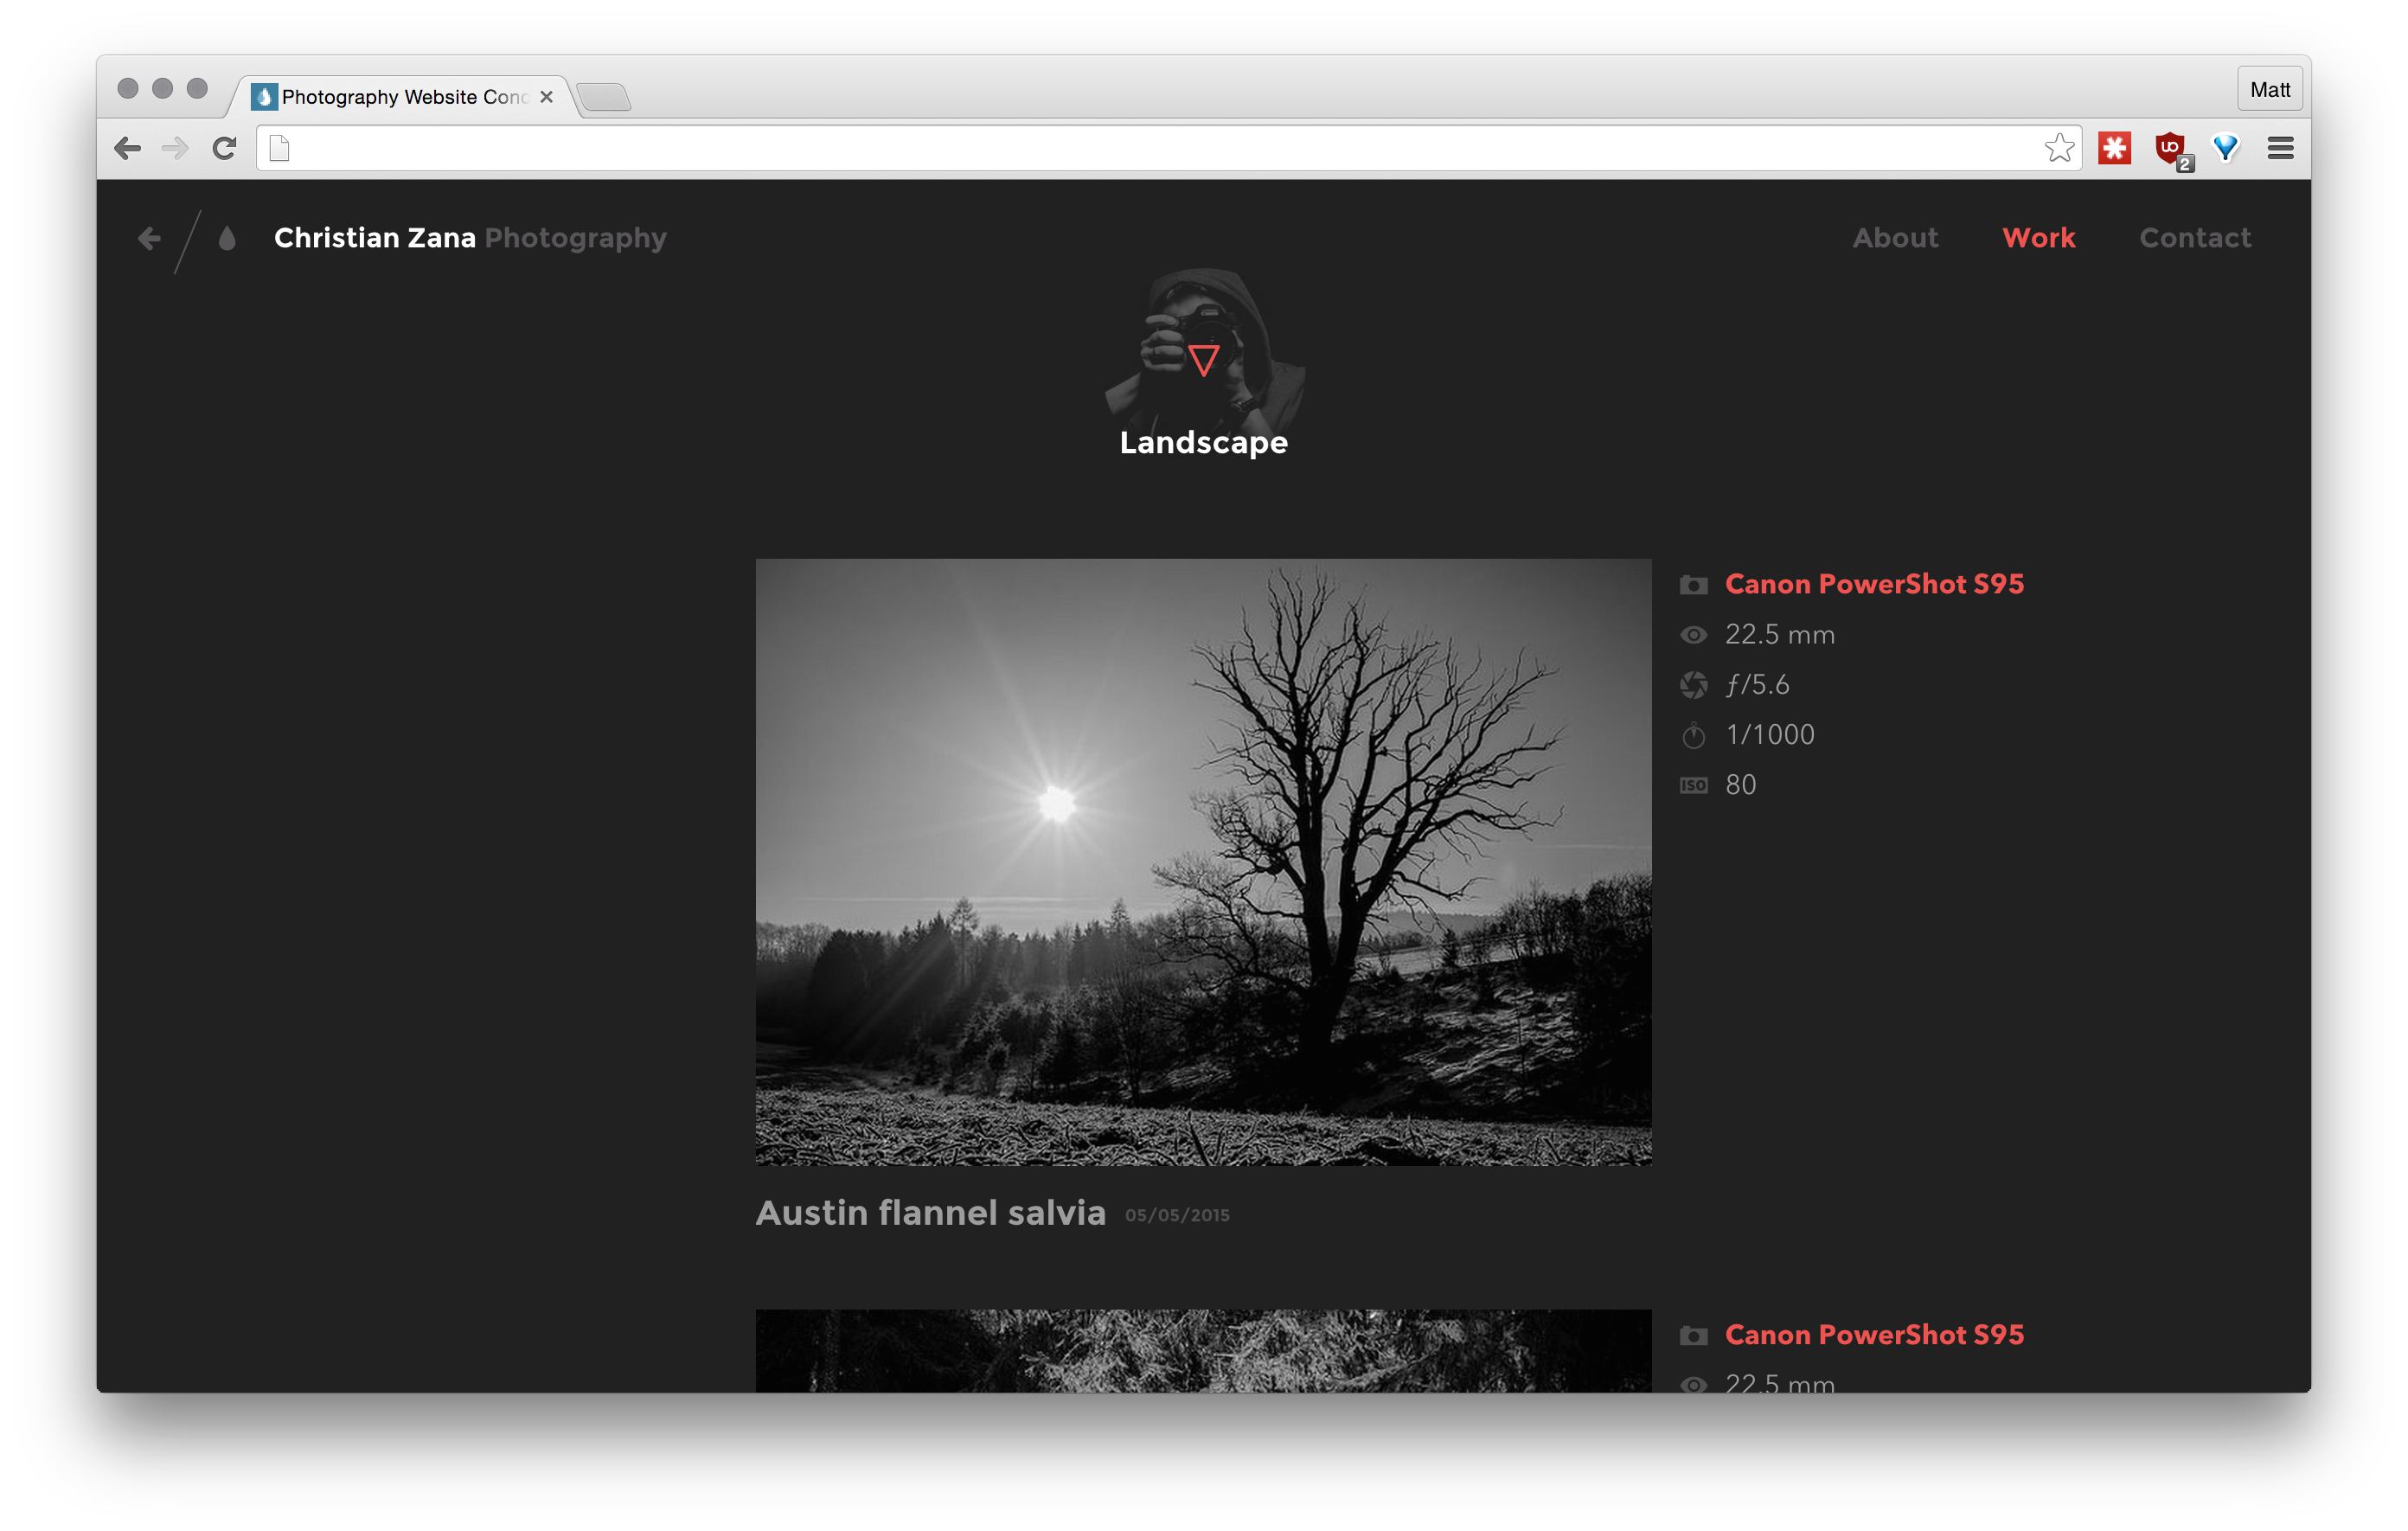 Photography Website Conc
Matt
2
Christian Zana Photography
About Work Contact
Landscape
Canon PowerShot S95
22.5 mm
ƒ/5.6
1/1000
ISO 80
Austin flannel salvia 05/05/2015
Canon PowerShot S95
22.5 mm